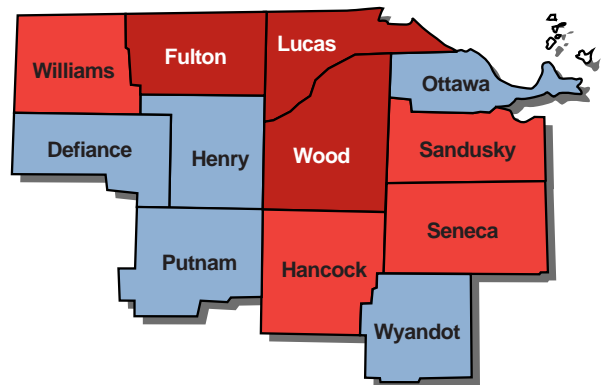 Lucas
Fulton
Williams
Ottawa
Defiance
Henry
Wood
Sandusky
Seneca
Putnam
Hancock
Wyandot